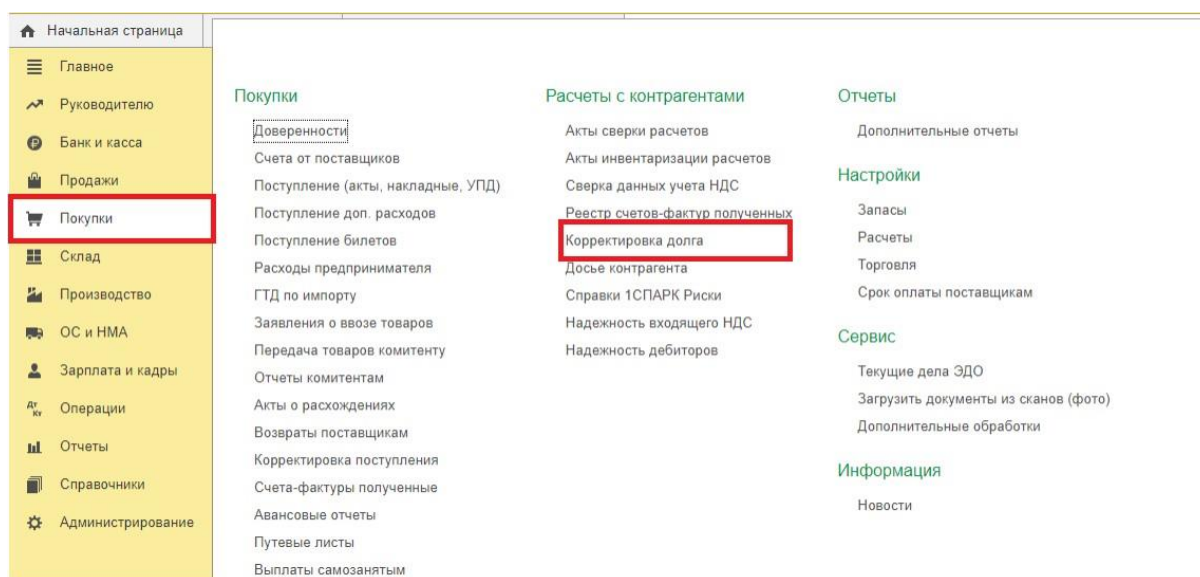 Начальная страница
Главное
Руководителю
Банк и касса
Продажи
Покупки
Склад
Производство
ОС и НМА
Зарплата и кадры
Дт Кт
Операции
Отчеты
Справочники
Администрирование
Покупки
Доверенности
Счета от поставщиков
Поступление (акты, накладные, УПД)
Поступление доп. расходов
Поступление билетов
Расходы предпринимателя
ГТД по импорту
Заявления о ввозе товаров
Передача товаров комитенту
Отчеты комитентам
Акты о расхождениях
Возвраты поставщикам
Корректировка поступления
Счета-фактуры полученные
Авансовые отчеты
Путевые листы
Выплаты самозанятым
Расчеты с контрагентами
Акты сверки расчетов
Акты инвентаризации расчетов
Сверка данных учета НДС
Реестр счетов-фактур полученных
Корректировка долга
Досье контрагента
Справки 1СПАРК Риски
Надежность входящего НДС
Надежность дебиторов
Отчеты
Дополнительные отчеты
Настройки
Запасы
Расчеты
Торговля
Срок оплаты поставщикам
Сервис
Текущие дела ЭДО
Загрузить документы из сканов (фото)
Дополнительные обработки
Информация
Новости